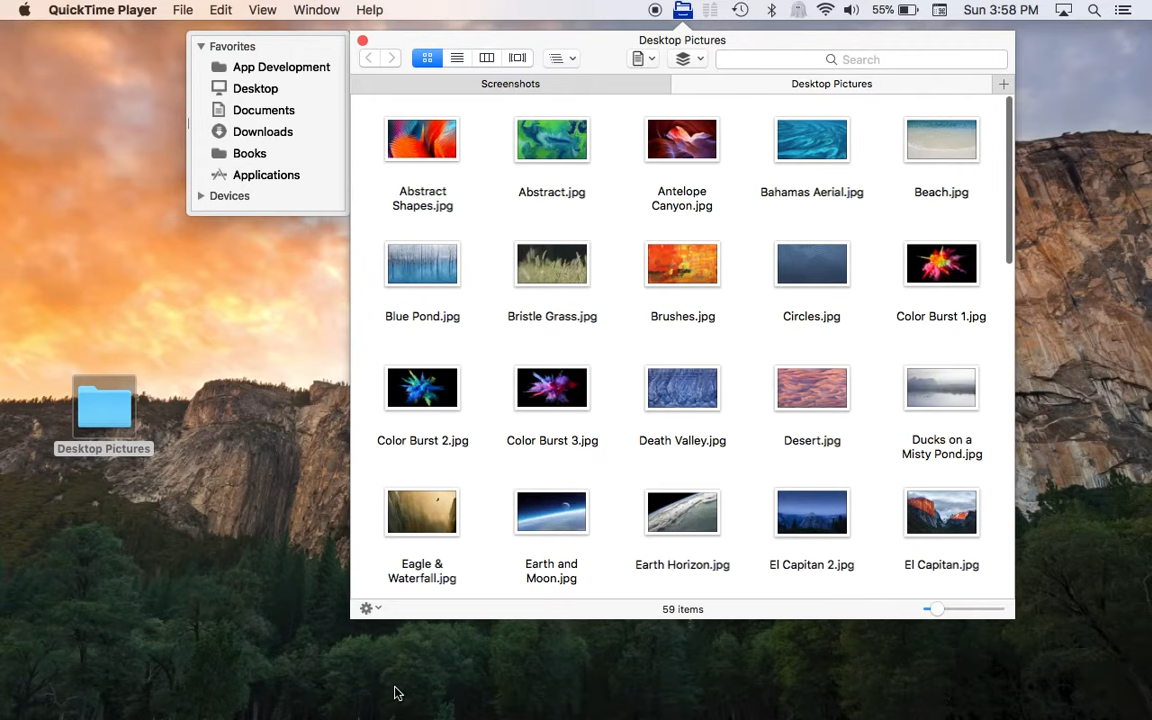 QuickTime Player File Edit View Window Help 55% Sun 3:58 PM
Favorites
App Development
Desktop
Documents
Downloads
Books
Applications
Devices
Desktop Pictures
Search
Screenshots
Desktop Pictures
Abstract
Shapes.jpg
Abstract.jpg
Antelope
Canyon.jpg
Bahamas Aerial.jpg
Beach.jpg
Blue Pond.jpg
Bristle Grass.jpg
Brushes.jpg
Circles.jpg
Color Burst 1.jpg
Color Burst 2.jpg
Color Burst 3.jpg
Death Valley.jpg
Desert.jpg
Ducks on a
Misty Pond.jpg
Eagle &
Waterfall.jpg
Earth and
Moon.jpg
Earth Horizon.jpg
El Capitan 2.jpg
El Capitan.jpg
59 items
Desktop Pictures